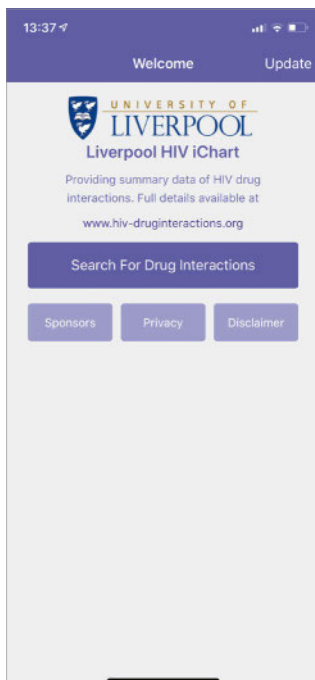 13:37
Welcome
Update
UNIVERSITY OF
LIVERPOOL
Liverpool HIV iChart
Providing summary data of HIV drug
interactions. Full details available at
www.hiv-druginteractions.org
Search For Drug Interactions
Sponsors
Privacy
Disclaimer